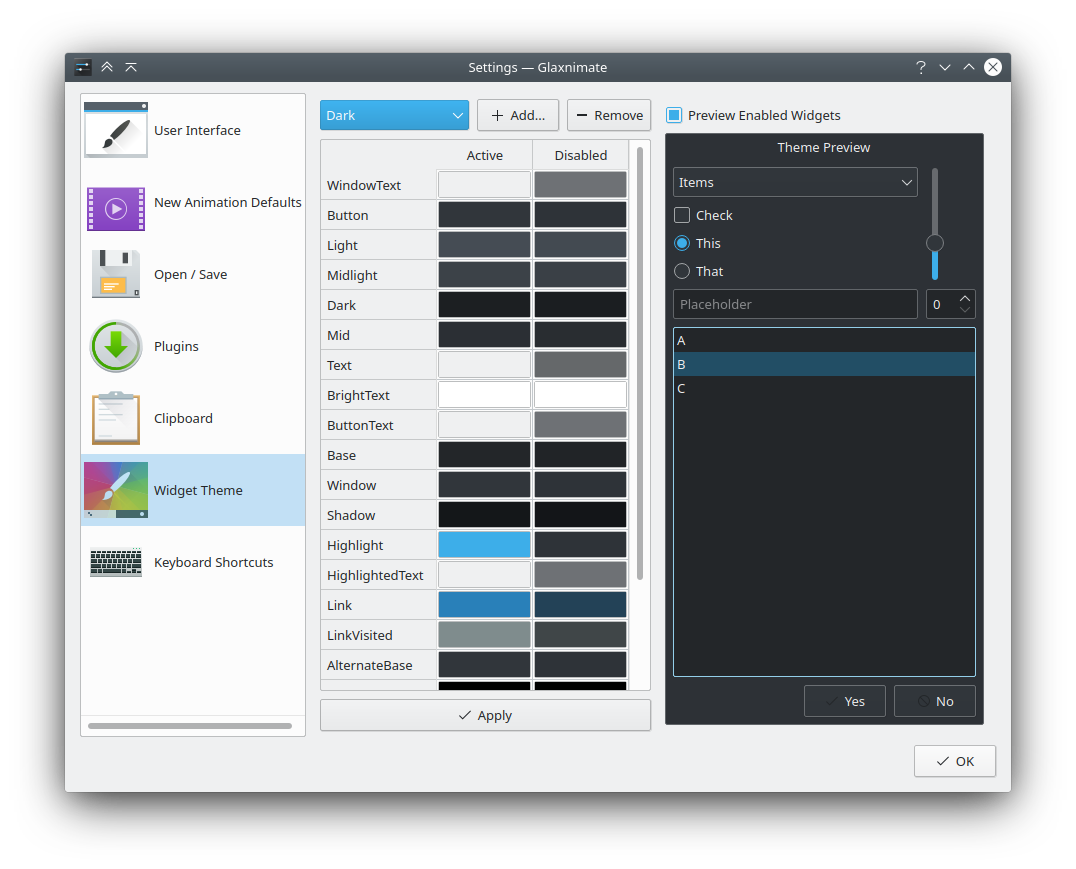 Settings — Glaxnimate
?
User Interface
New Animation Defaults
Open / Save
Plugins
Clipboard
Widget Theme
Keyboard Shortcuts
Dark
Add...
Remove
Active Disabled
WindowText
Button
Light
Midlight
Dark
Mid
Text
BrightText
ButtonText
Base
Window
Shadow
Highlight
HighlightedText
Link
LinkVisited
AlternateBase
Apply
Preview Enabled Widgets
Theme Preview
Items
Check
This
That
Placeholder
0
A
B
C
Yes
No
OK